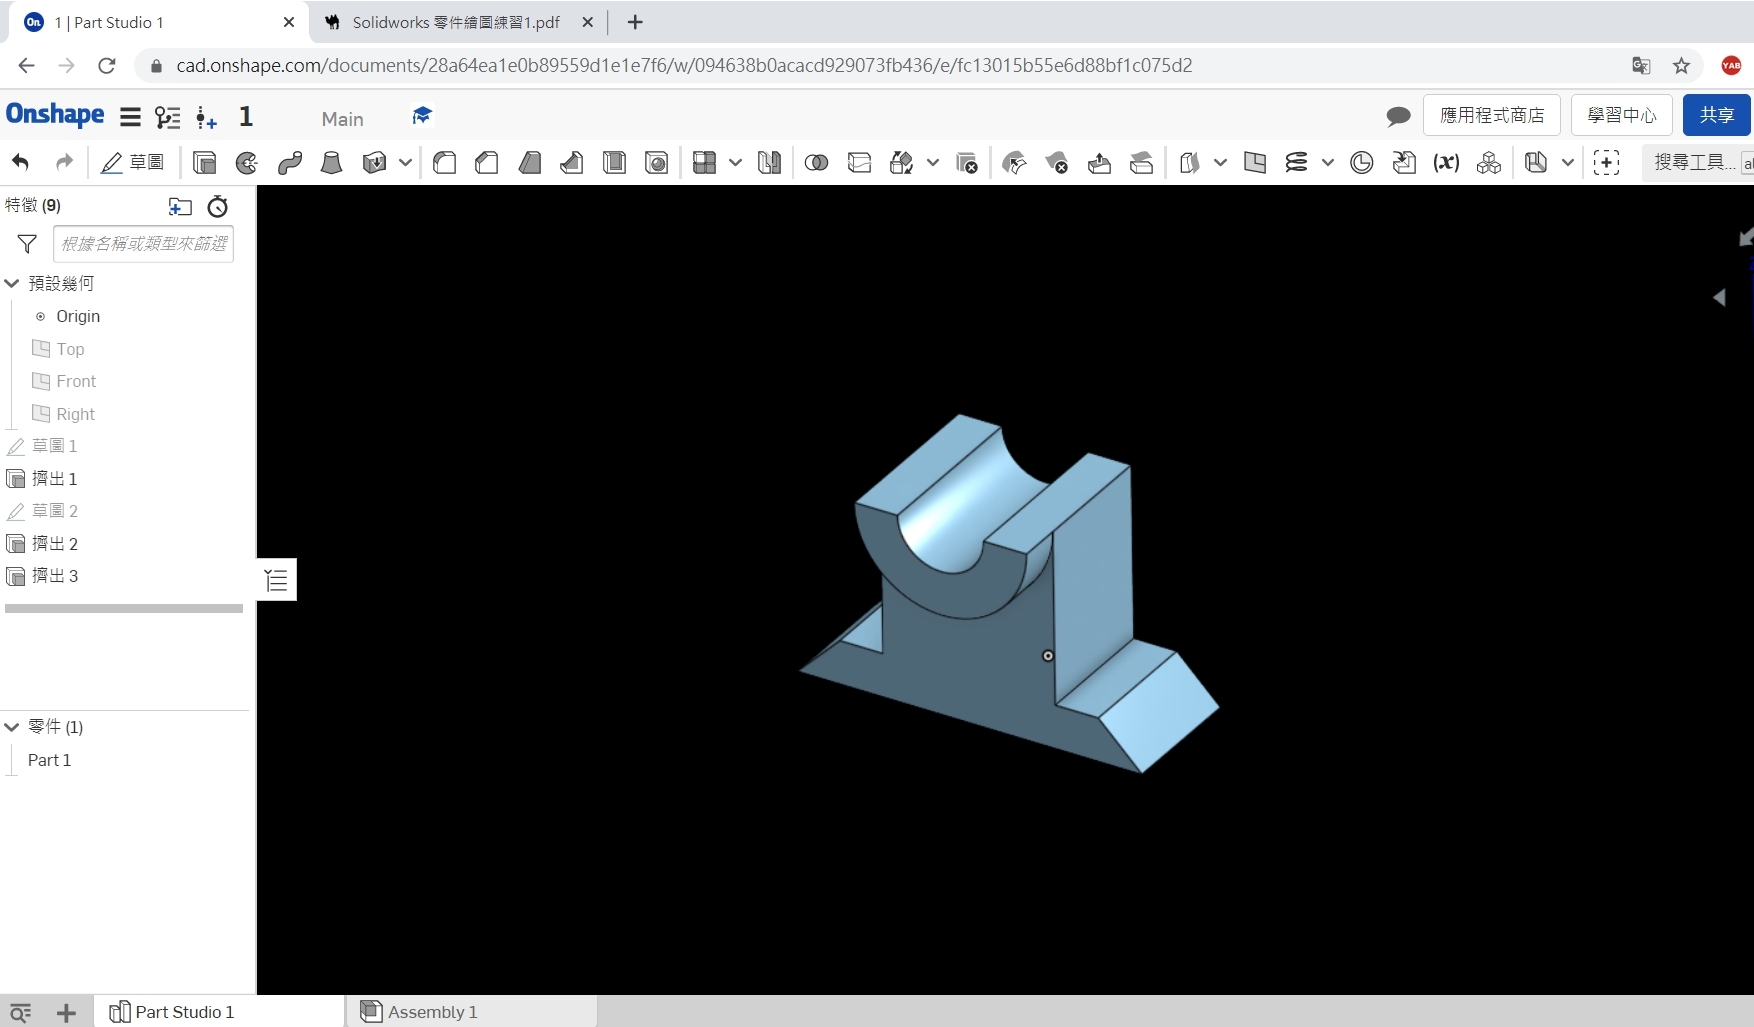 On 1 | Part Studio 1
Solidworks 零件繪圖練習1.pdf
cad.onshape.com/documents/28a64ea1e0b89559d1e1e7f6/w/094638b0acacd929073fb436/e/fc13015b55e6d88bf1c075d2
YAB
Onshape 1 Main 應用程式商店 學習中心 共享
草圖 (x) 搜尋工具...
特徵 (9)
根據名稱或類型來篩選
預設幾何
Origin
Top
Front
Right
草圖 1
擠出 1
草圖 2
擠出 2
擠出 3
零件 (1)
Part 1
Part Studio 1 Assembly 1